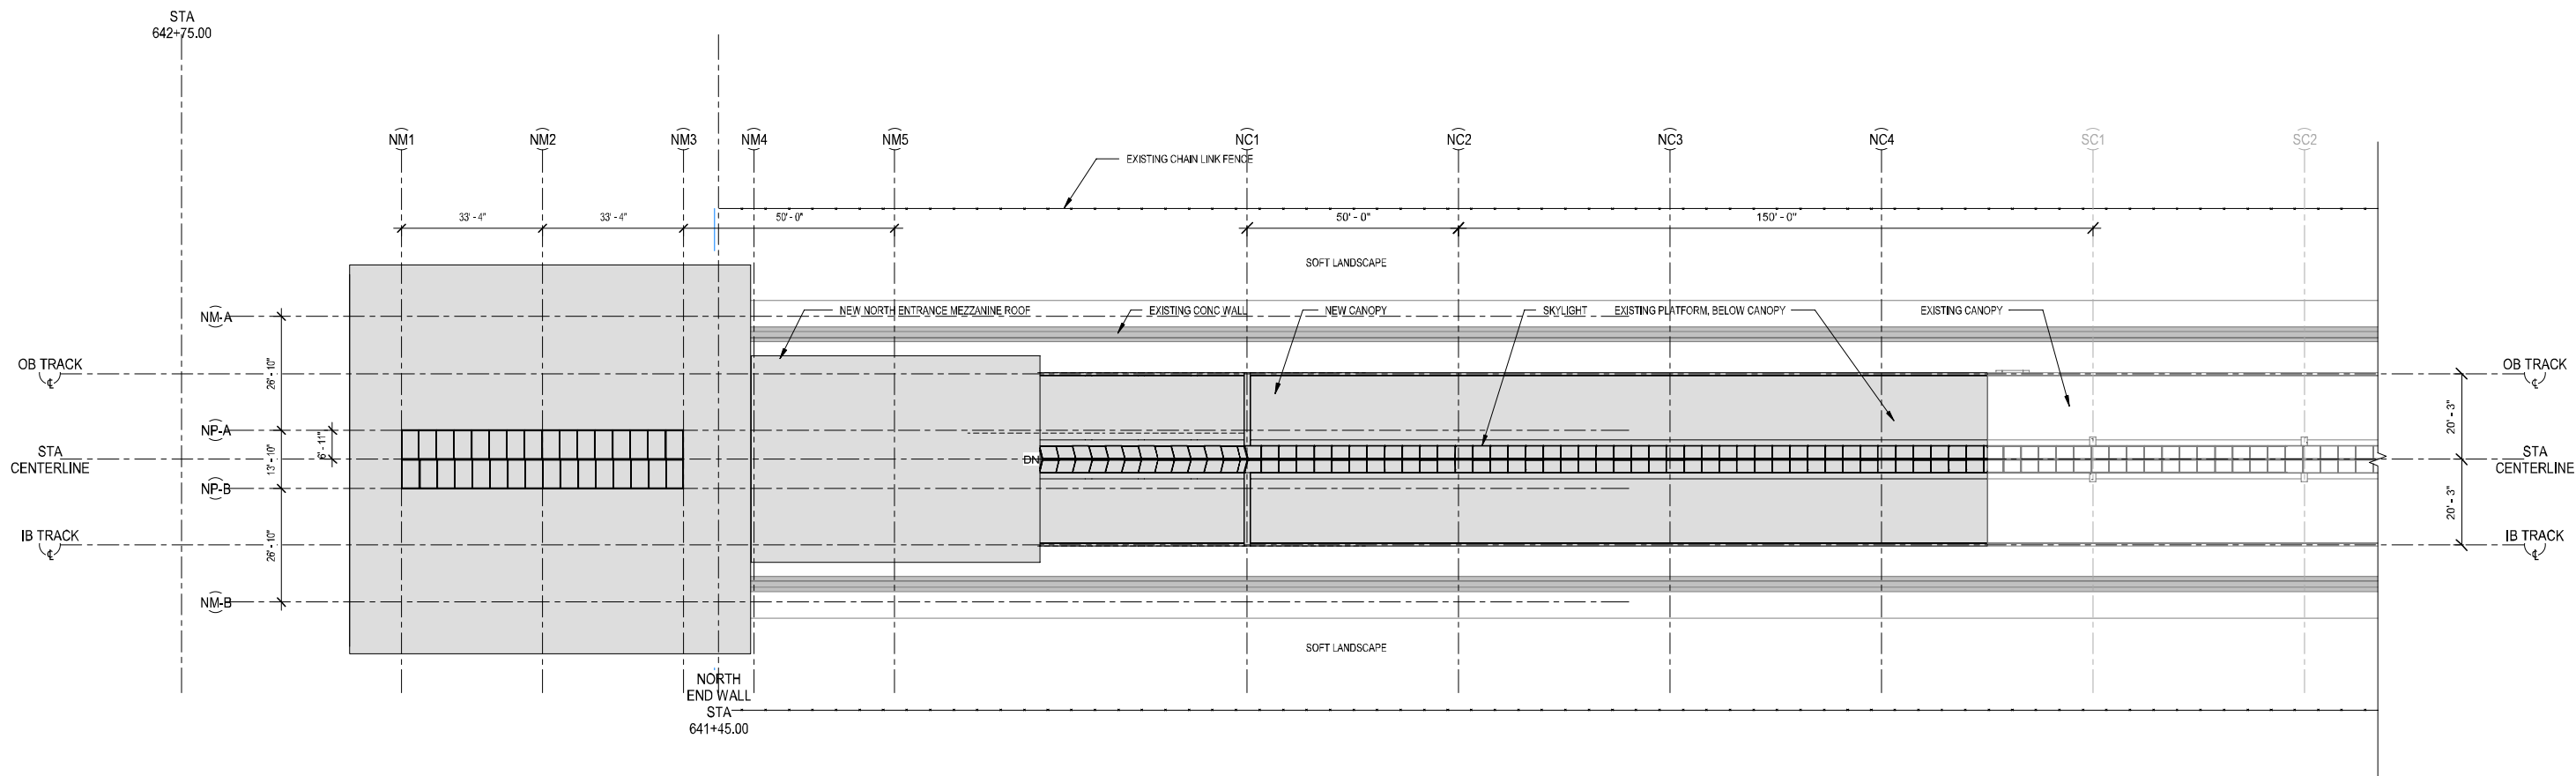 STA
642+75.00
NM1
NM2
NM3
NM4
NM5
NC1
NC2
NC3
NC4
SC1
SC2
EXISTING CHAIN LINK FENCE
33' - 4"
33' - 4"
50' - 0"
50' - 0"
150' - 0"
SOFT LANDSCAPE
NM-A
NEW NORTH ENTRANCE MEZZANINE ROOF
EXISTING CONC WALL
NEW CANOPY
SKYLIGHT
EXISTING PLATFORM, BELOW CANOPY
EXISTING CANOPY
OB TRACK
26' - 10"
OB TRACK
20' - 3"
NP-A
6' - 11"
13' - 10"
STA
CENTERLINE
DN
STA
CENTERLINE
NP-B
20' - 3"
IB TRACK
26' - 10"
IB TRACK
NM-B
SOFT LANDSCAPE
NORTH
END WALL
STA
641+45.00